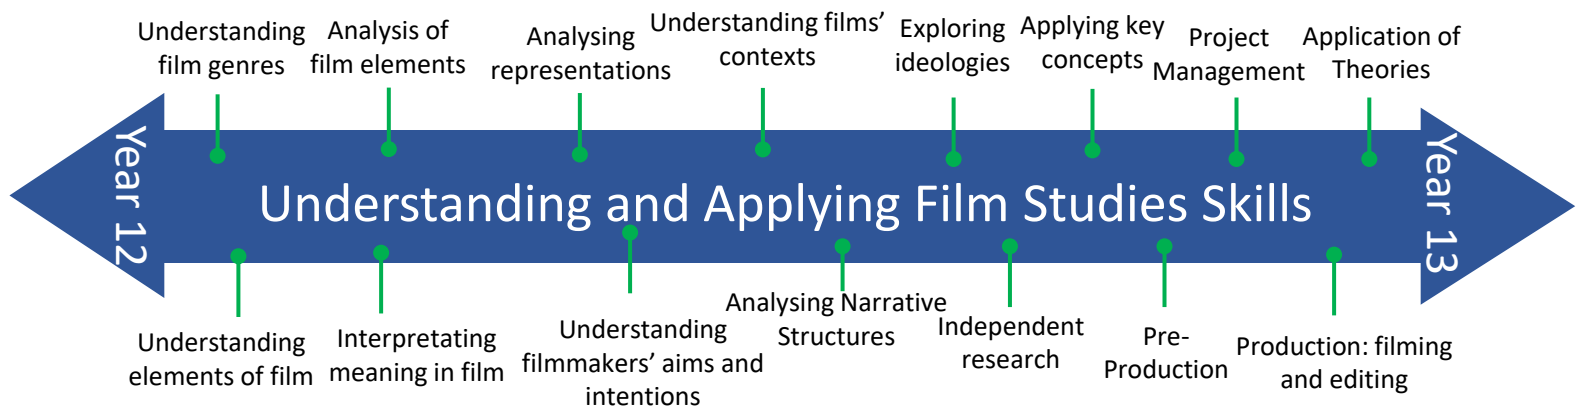 Understanding
film genres
Analysis of
film elements
Analysing
representations
Understanding films’
contexts
Exploring
ideologies
Applying key
concepts
Project
Management
Application of
Theories
Year 12
Understanding and Applying Film Studies Skills
Year 13
Understanding
elements of film
Interpretating
meaning in film
Understanding
filmmakers’ aims and
intentions
Analysing Narrative
Structures
Independent
research
Pre-
Production
Production: filming
and editing